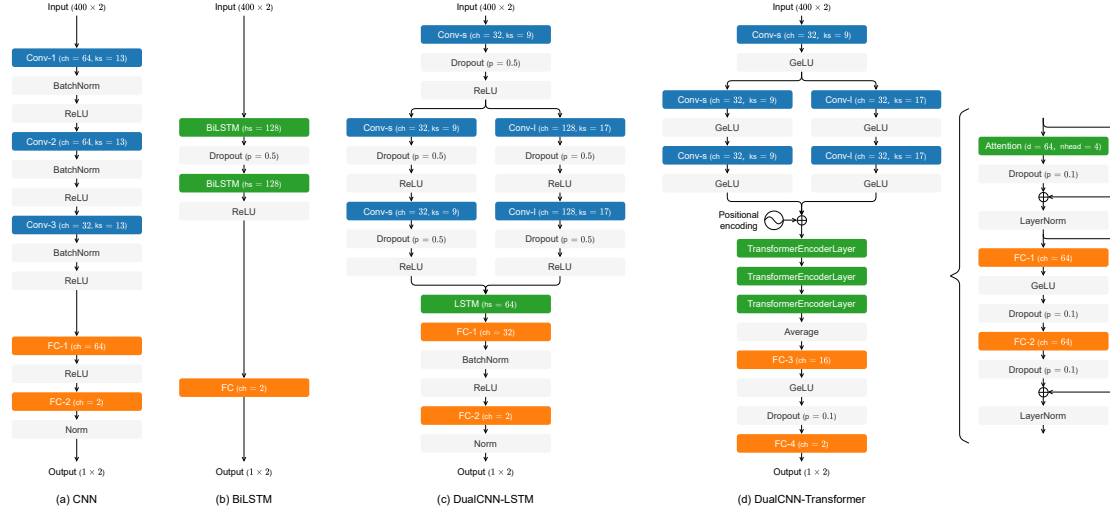 Input (400 × 2)
Conv-1 (ch = 64, ks = 13)
BatchNorm
ReLU
Conv-2 (ch = 64, ks = 13)
BatchNorm
ReLU
Conv-3 (ch = 32, ks = 13)
BatchNorm
ReLU
FC-1 (ch = 64)
ReLU
FC-2 (ch = 2)
Norm
Output (1 × 2)
(a) CNN
Input (400 × 2)
BiLSTM (hs = 128)
Dropout (p = 0.5)
BiLSTM (hs = 128)
ReLU
FC (ch = 2)
Output (1 × 2)
(b) BiLSTM
Input (400 × 2)
Conv-s (ch = 32, ks = 9)
Dropout (p = 0.5)
ReLU
Conv-s (ch = 32, ks = 9)
Dropout (p = 0.5)
ReLU
Conv-s (ch = 32, ks = 9)
Dropout (p = 0.5)
ReLU
Conv-l (ch = 128, ks = 17)
Dropout (p = 0.5)
ReLU
Conv-l (ch = 128, ks = 17)
Dropout (p = 0.5)
ReLU
LSTM (hs = 64)
FC-1 (ch = 32)
BatchNorm
ReLU
FC-2 (ch = 2)
Norm
Output (1 × 2)
(c) DualCNN-LSTM
Input (400 × 2)
Conv-s (ch = 32, ks = 9)
GeLU
Conv-s (ch = 32, ks = 9)
GeLU
Conv-s (ch = 32, ks = 9)
GeLU
Conv-l (ch = 32, ks = 17)
GeLU
Conv-l (ch = 32, ks = 17)
GeLU
Positional
encoding
TransformerEncoderLayer
TransformerEncoderLayer
TransformerEncoderLayer
Average
FC-3 (ch = 16)
GeLU
Dropout (p = 0.1)
FC-4 (ch = 2)
Output (1 × 2)
(d) DualCNN-Transformer
Attention (d = 64, nhead = 4)
Dropout (p = 0.1)
LayerNorm
FC-1 (ch = 64)
GeLU
Dropout (p = 0.1)
FC-2 (ch = 64)
Dropout (p = 0.1)
LayerNorm